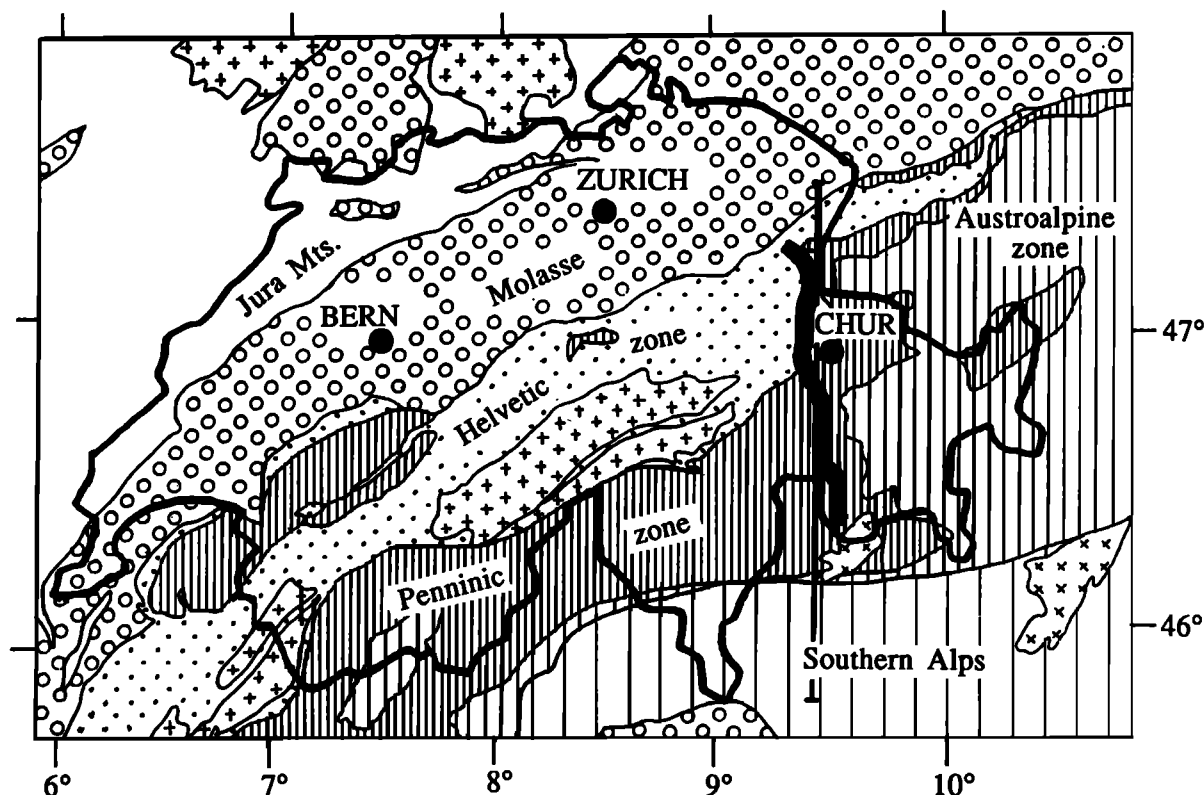 ZURICH
Austroalpine
zone
Jura Mts.
Molasse
BERN
CHUR
47°
zone
Helvetic
zone
Penninic
46°
Southern Alps
6°
7°
8°
9°
10°